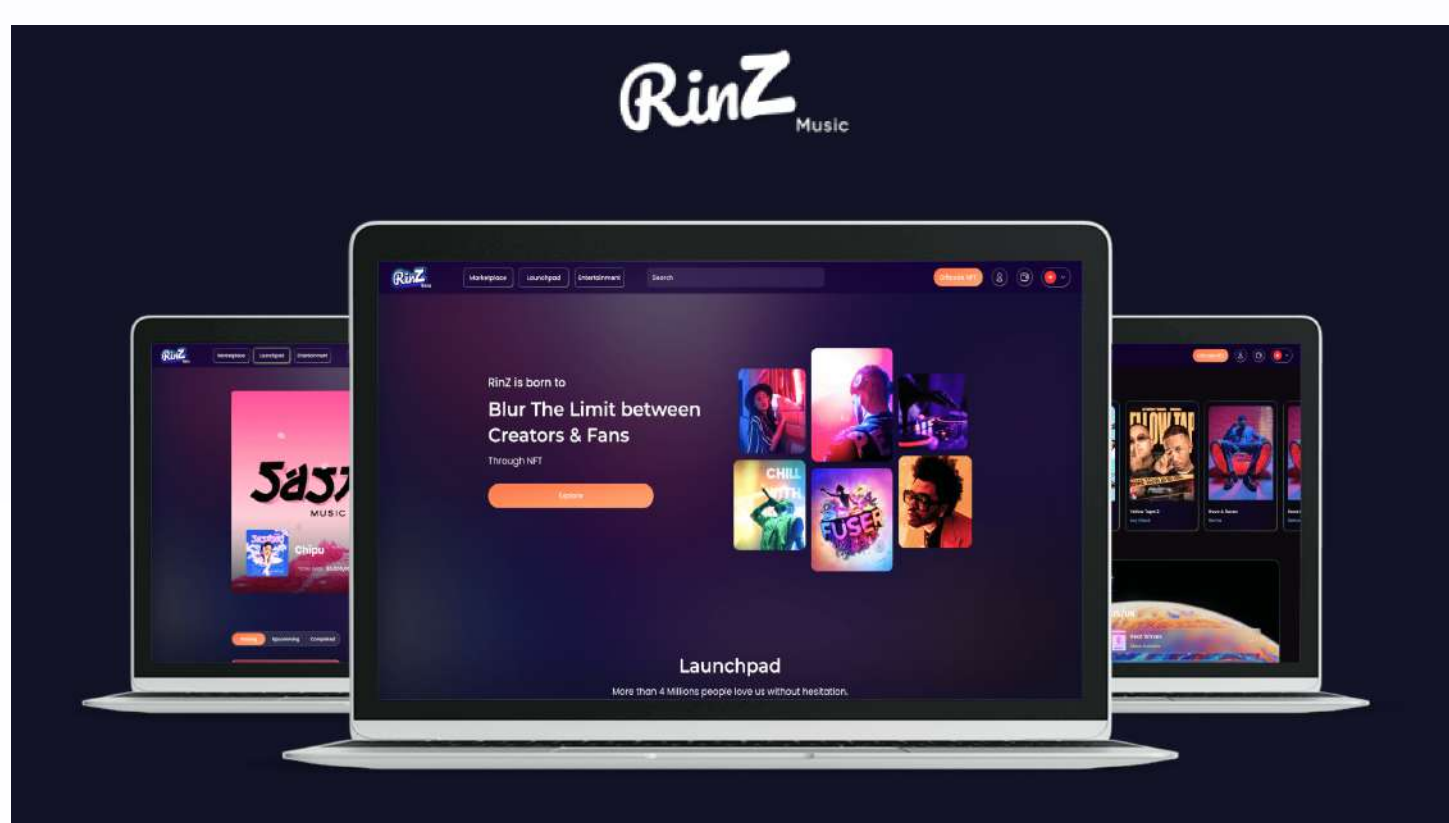 RinZ
Music
RinZ
Marketplace
Launchpad
Entertainment
Search
RinZ is born to
Blur The Limit between
Creators & Fans
Through NFT
Explore
CHILL
WITH
FUSER
Launchpad
More than 4 Millions people love us without hesitation.
RinZ
Marketplace
Launchpad
Entertainment
MUSIC
Chipu
Upcomming
Completed